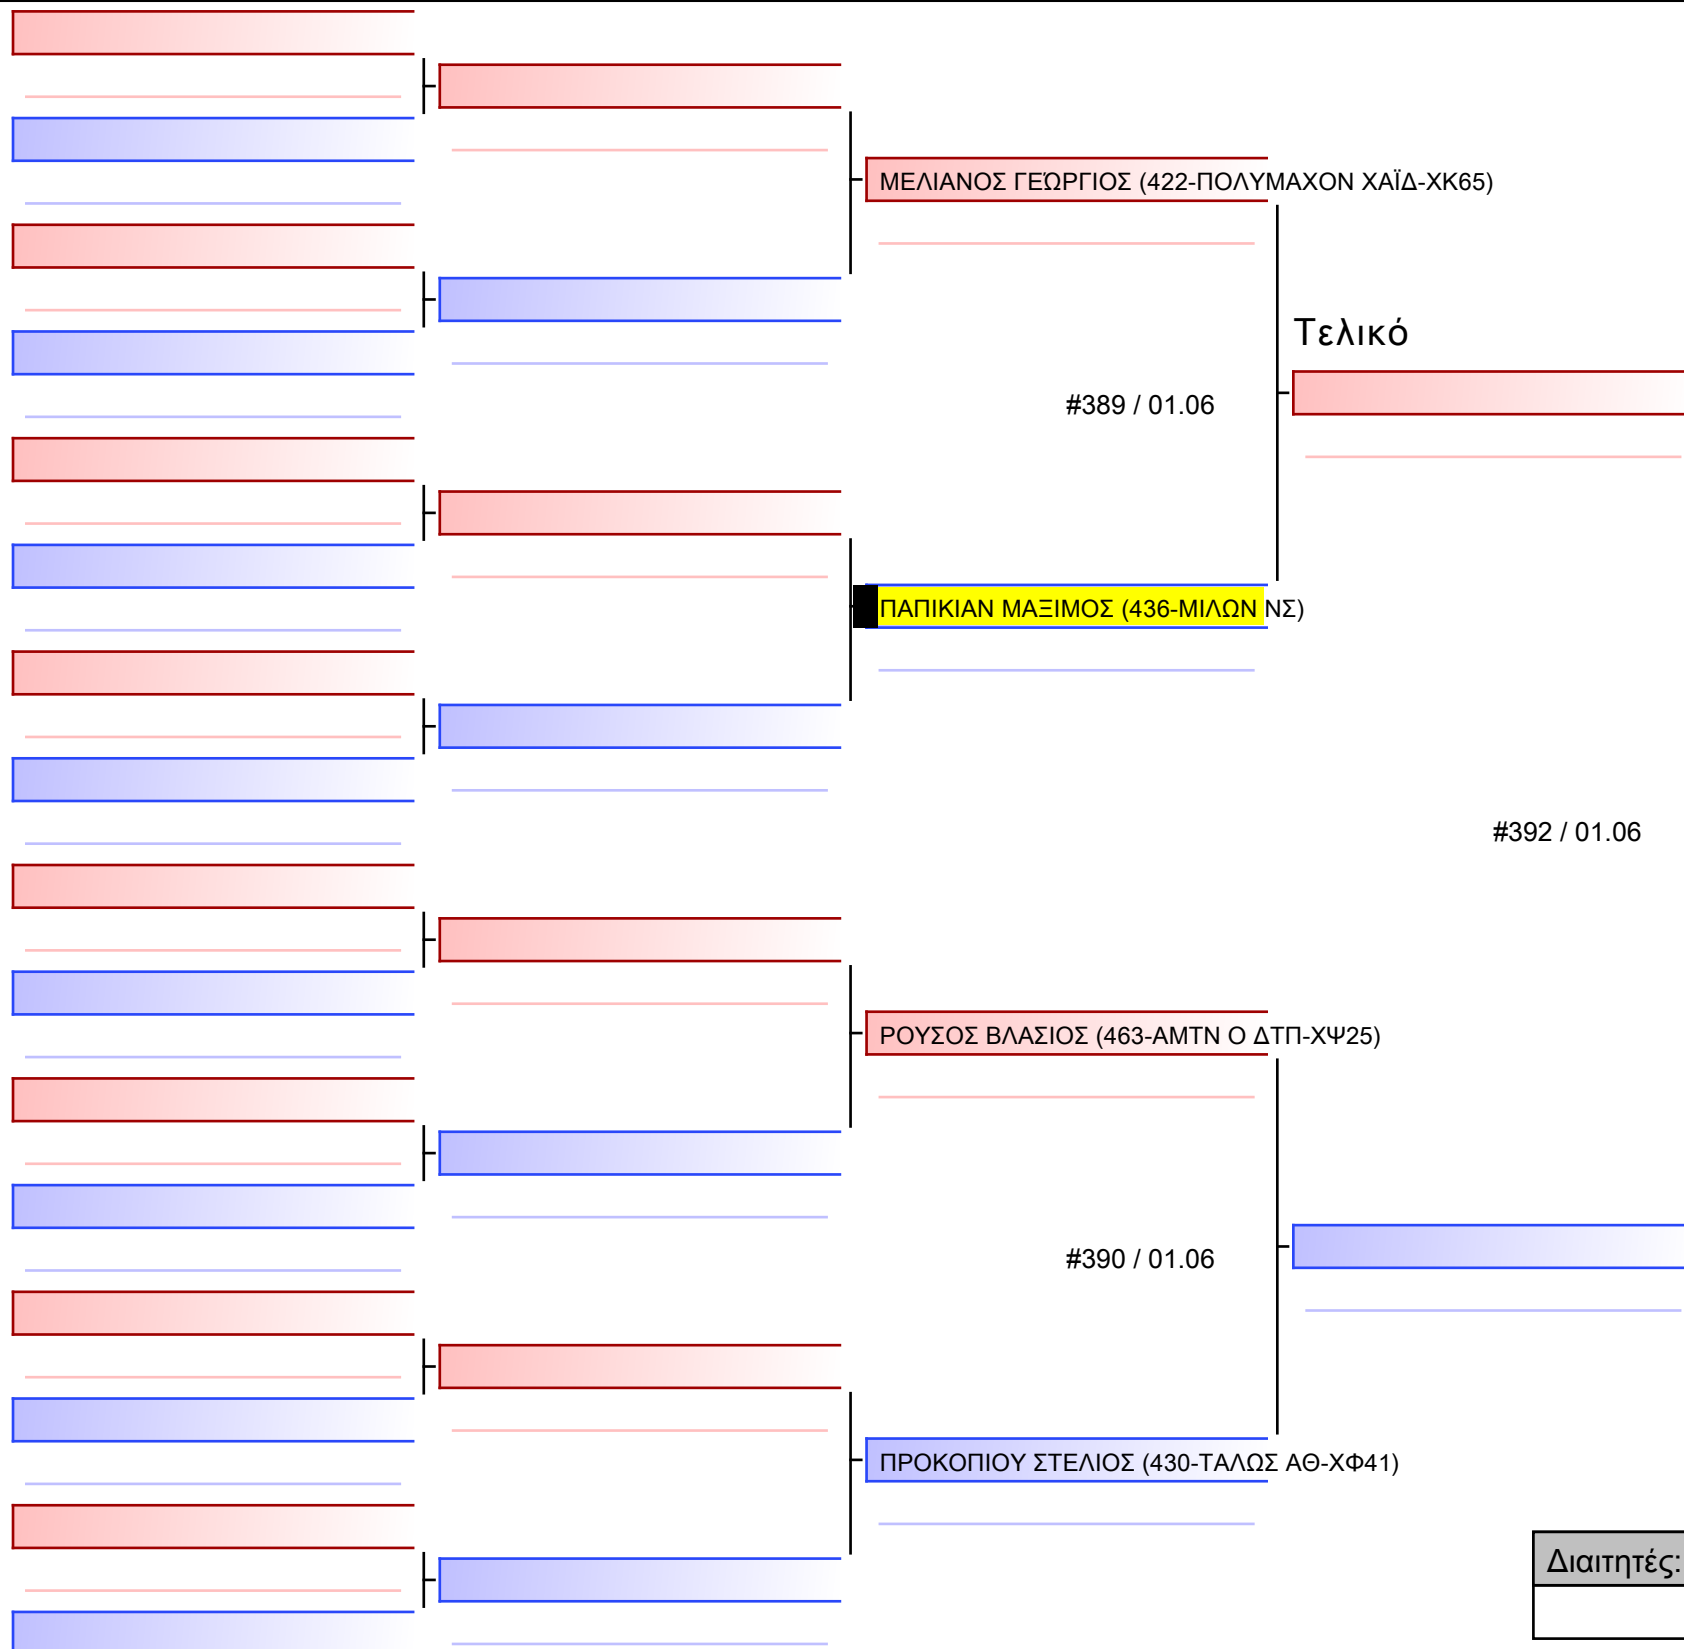 ΜΕΛΙΑΝΟΣ ΓΕΏΡΓΙΟΣ (422-ΠΟΛΥΜΑΧΟΝ ΧΑΪΔ-ΧΚ65)
Τελικό
#389 / 01.06
ΠΑΠΙΚΙΑΝ ΜΑΞΙΜΟΣ (436-ΜΙΛΩΝ ΝΣ)
#392 / 01.06
ΡΟΥΣΟΣ ΒΛΑΣΙΟΣ (463-ΑΜΤΝ Ο ΔΤΠ-ΧΨ25)
#390 / 01.06
ΠΡΟΚΟΠΙΟΥ ΣΤΕΛΙΟΣ (430-ΤΑΛΩΣ ΑΘ-ΧΦ41)
Διαιτητές: